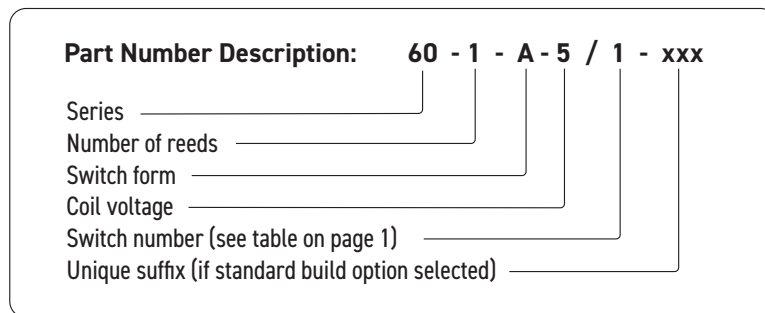 Part Number Description: 60 - 1 - A - 5 / 1 - xxx
Series
Number of reeds
Switch form
Coil voltage
Switch number (see table on page 1)
Unique suffix (if standard build option selected)